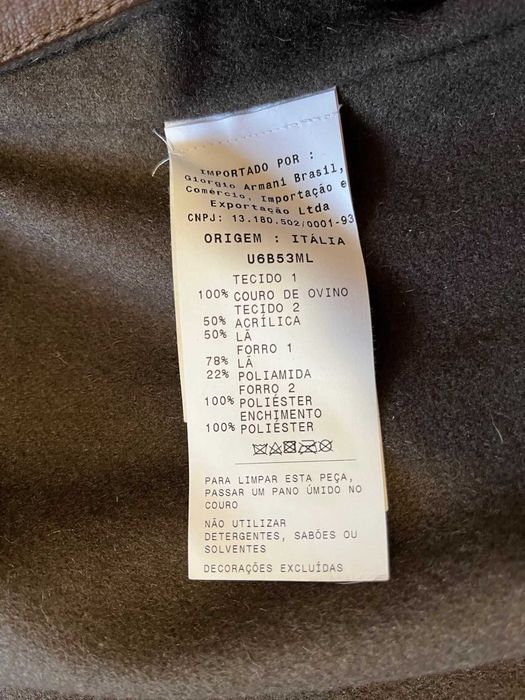 IMPORTADO POR :
Giorgio Armani Brasil,
Comércio, Importação e
Exportação Ltda
CNPJ: 13.180.502/0001-93
ORIGEM : ITÁLIA
U6B53ML
TECIDO 1
100% COURO DE OVINO
TECIDO 2
50% ACRÍLICA
50% LÃ
FORRO 1
78% LÃ
22% POLIAMIDA
FORRO 2
100% POLIÉSTER
ENCHIMENTO
100% POLIÉSTER
PARA LIMPAR ESTA PEÇA,
PASSAR UM PANO ÚMIDO NO
COURO
NÃO UTILIZAR
DETERGENTES, SABÕES OU
SOLVENTES
DECORAÇÕES EXCLUÍDAS